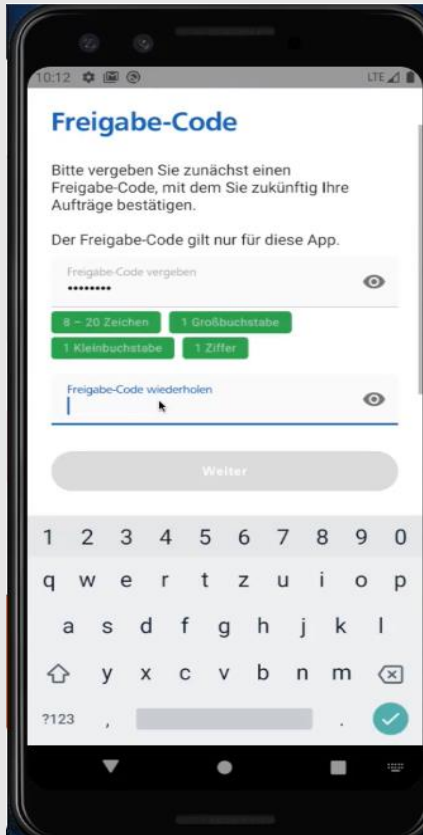 10:12 LTE
Freigabe-Code
Bitte vergeben Sie zunächst einen
Freigabe-Code, mit dem Sie zukünftig Ihre
Aufträge bestätigen.
Der Freigabe-Code gilt nur für diese App.
Freigabe-Code vergeben
••••••••
8 – 20 Zeichen 1 Großbuchstabe
1 Kleinbuchstabe 1 Ziffer
Freigabe-Code wiederholen
Weiter
1 2 3 4 5 6 7 8 9 0
q w e r t z u i o p
a s d f g h j k l
y x c v b n m
?123 , .